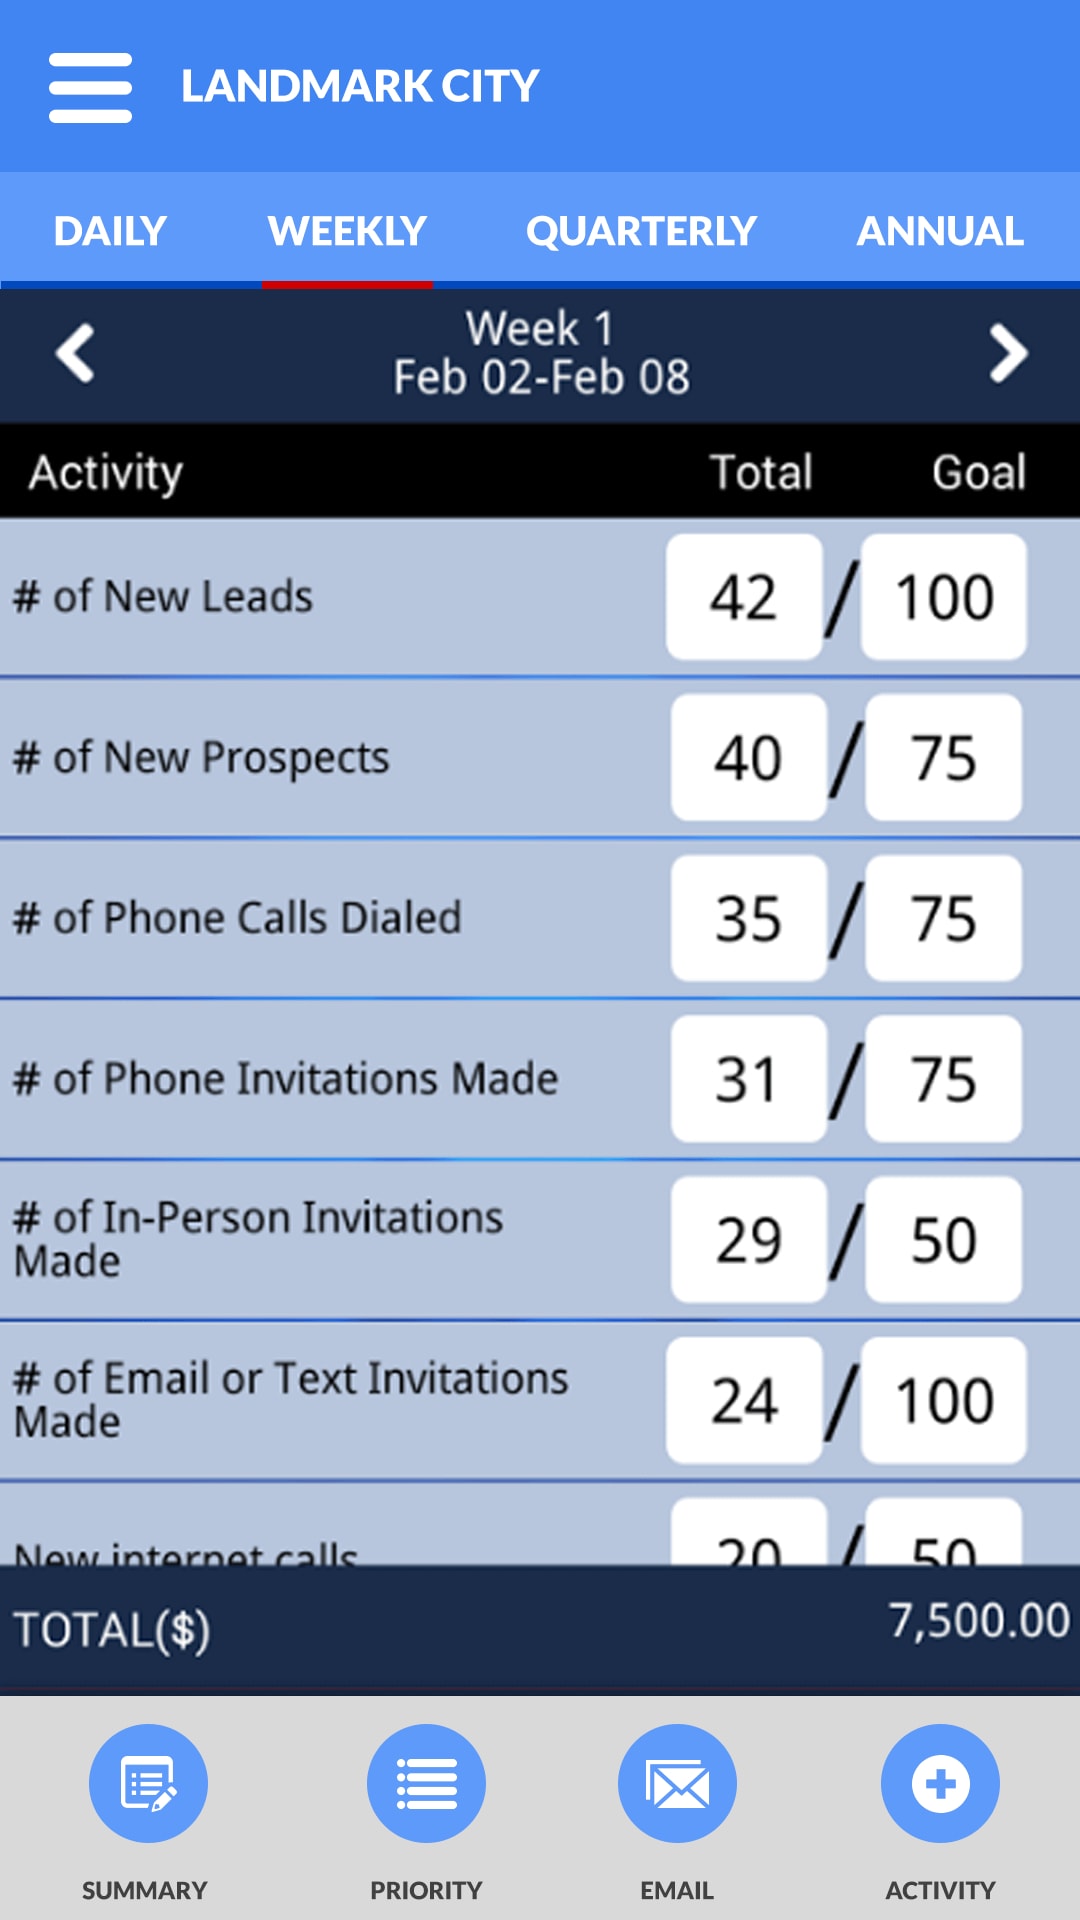 LANDMARK CITY
DAILY WEEKLY QUARTERLY ANNUAL
Week 1
Feb 02-Feb 08
Activity Total Goal
# of New Leads 42 / 100
# of New Prospects 40 / 75
# of Phone Calls Dialed 35 / 75
# of Phone Invitations Made 31 / 75
# of In-Person Invitations
Made 29 / 50
# of Email or Text Invitations
Made 24 / 100
New internet calls 20 / 50
TOTAL($) 7,500.00
SUMMARY PRIORITY EMAIL ACTIVITY